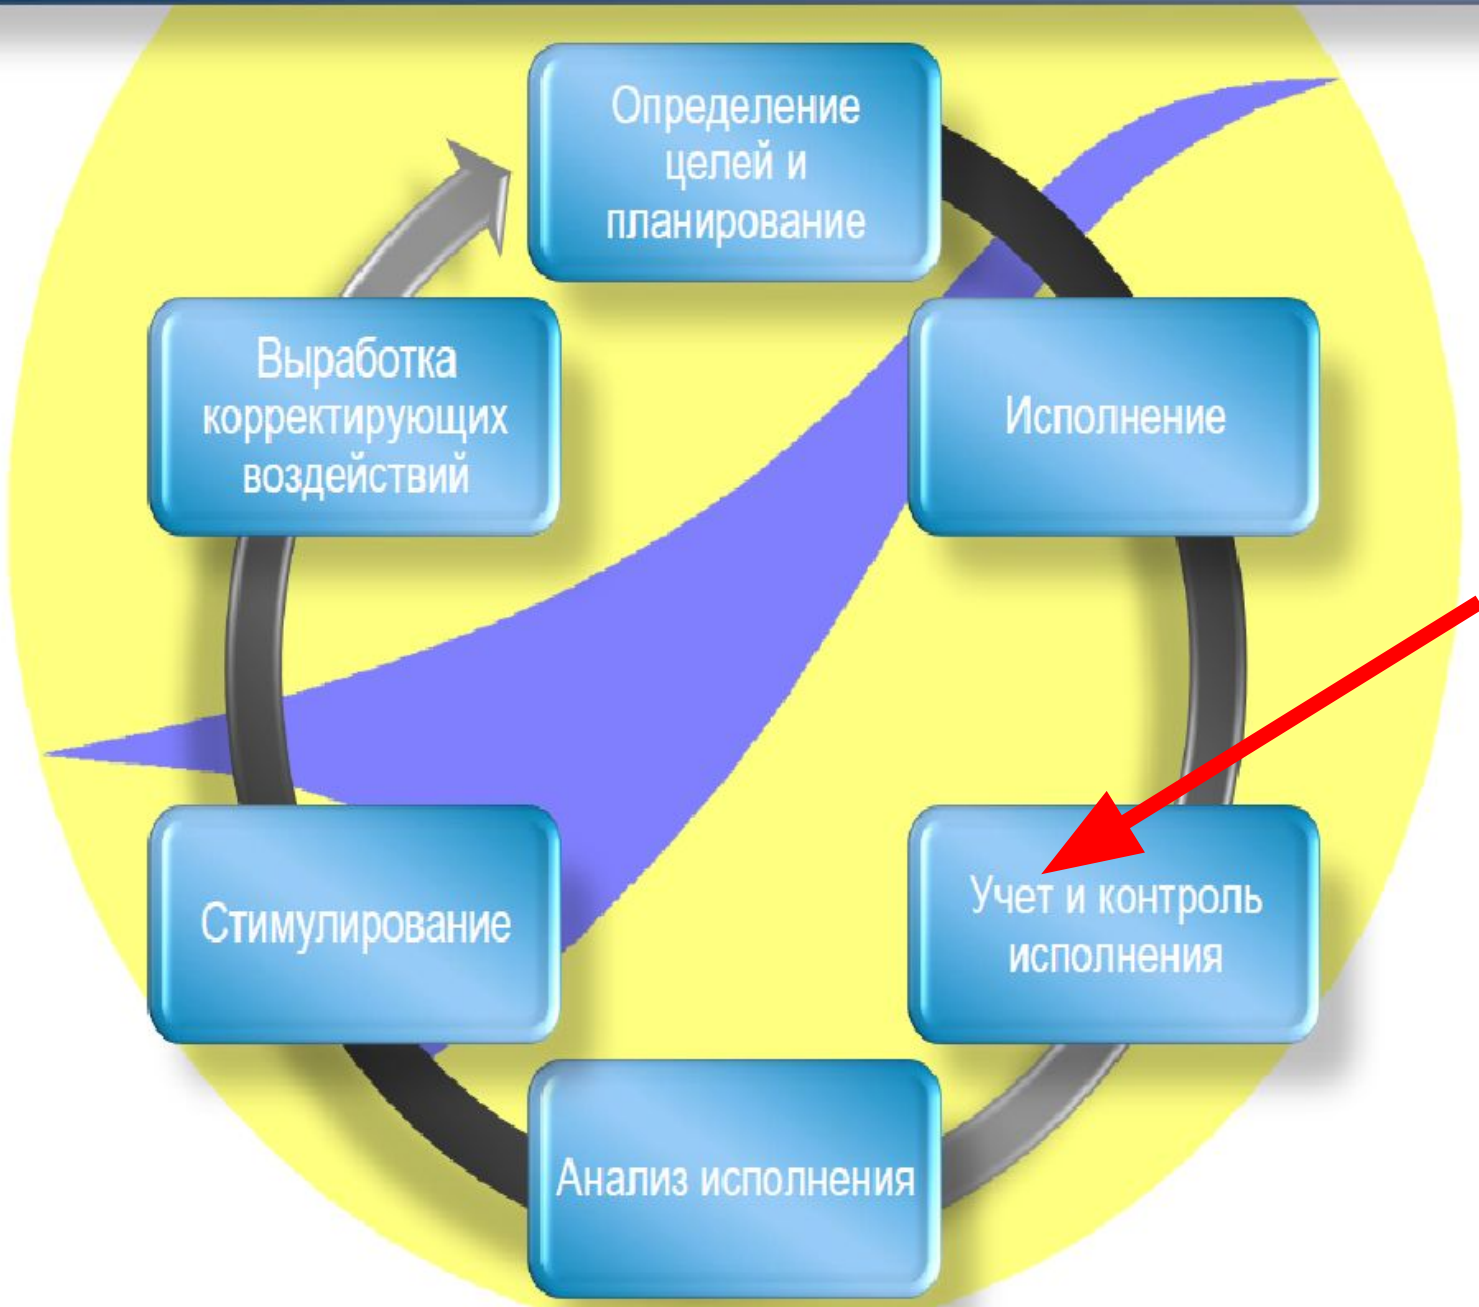 Определение
целей и
планирование
Исполнение
Учет и контроль
исполнения
Анализ исполнения
Стимулирование
Выработка
корректирующих
воздействий